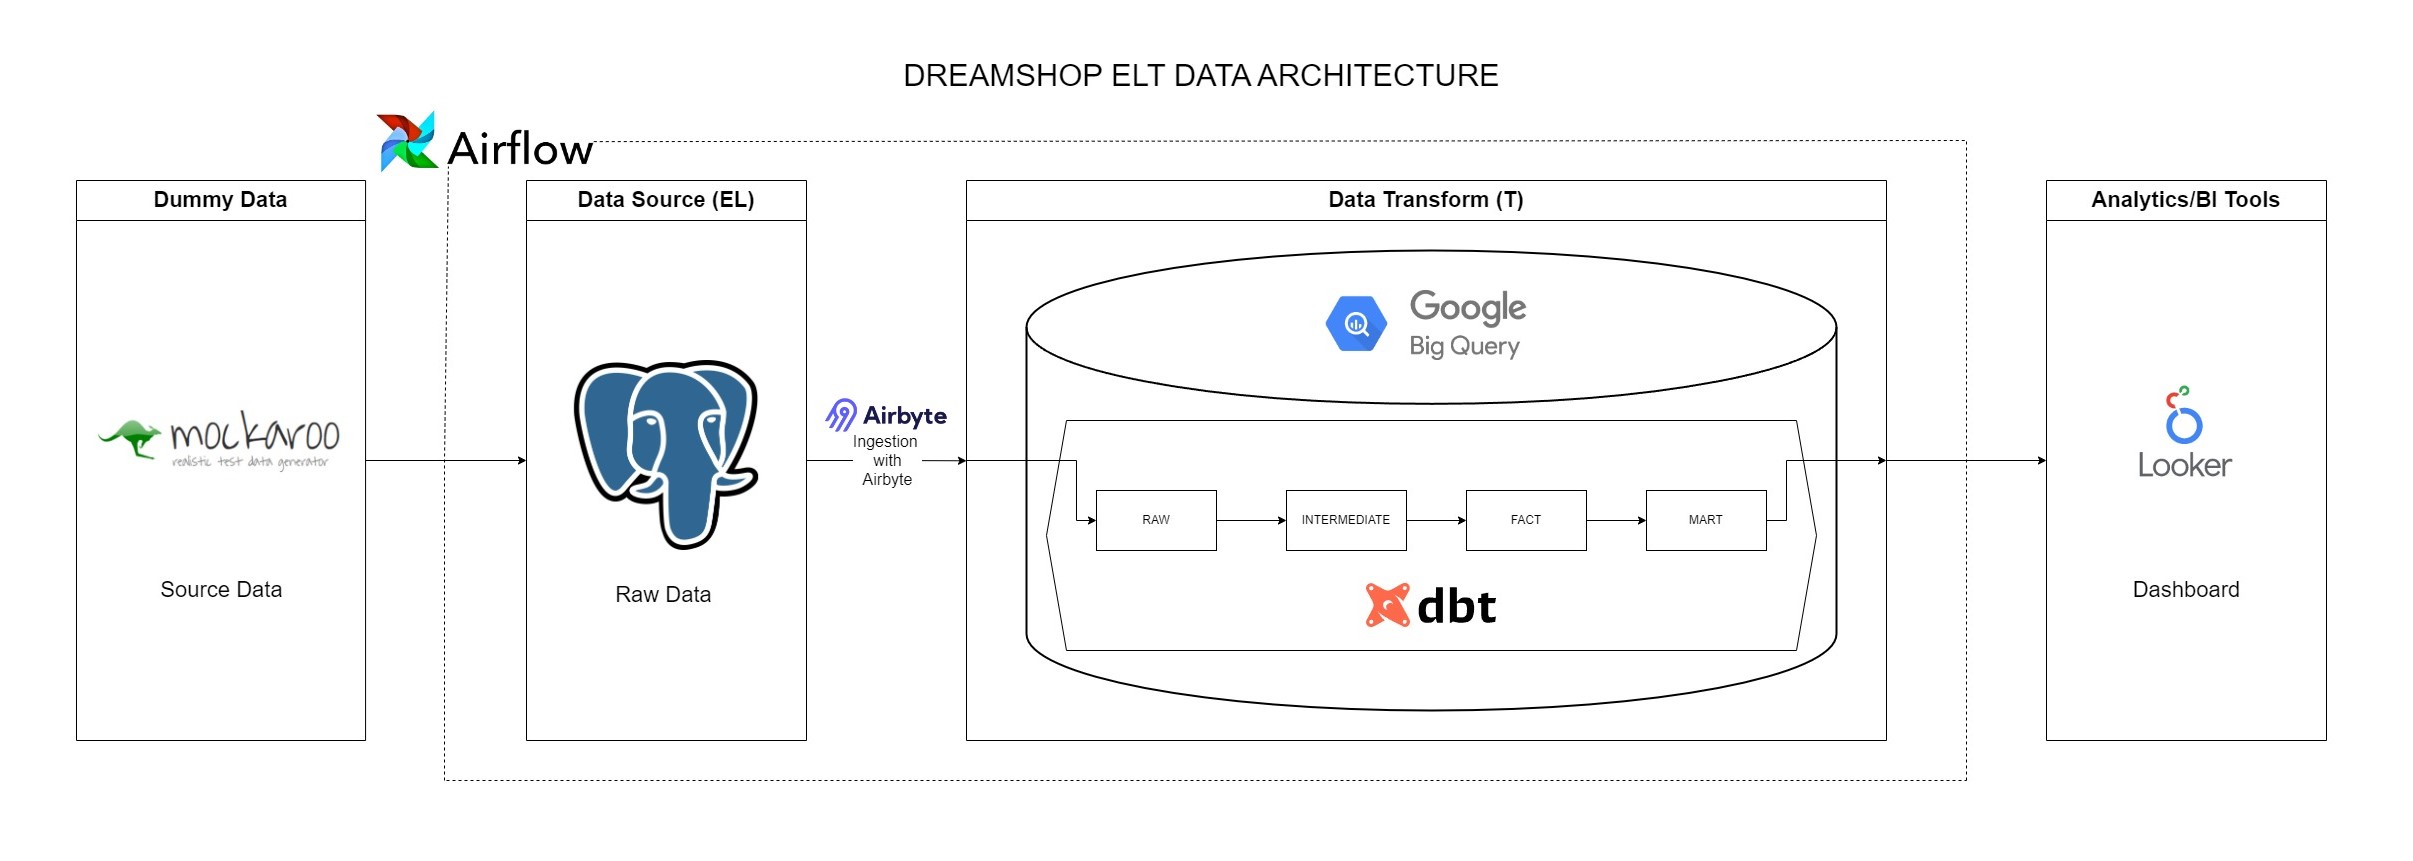 DREAMSHOP ELT DATA ARCHITECTURE
Airflow
Dummy Data
mockaroo
realistic test data generator
Source Data
Data Source (EL)
Raw Data
Airbyte
Ingestion
with
Airbyte
Data Transform (T)
Google
Big Query
RAW
INTERMEDIATE
FACT
MART
dbt
Analytics/BI Tools
Looker
Dashboard